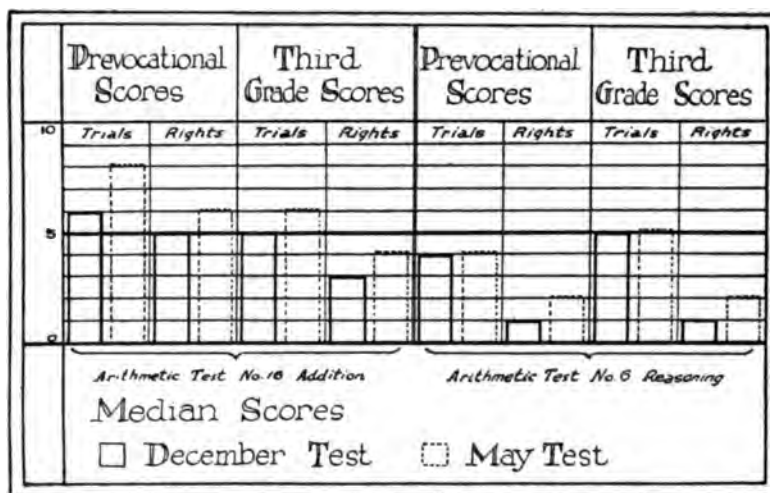 Prevocational Scores
Third Grade Scores
Prevocational Scores
Third Grade Scores
10 Trials Rights Trials Rights Trials Rights Trials Rights
5
0
Arithmetic Test No. 16 Addition Arithmetic Test No. 6 Reasoning
Median Scores
December Test May Test